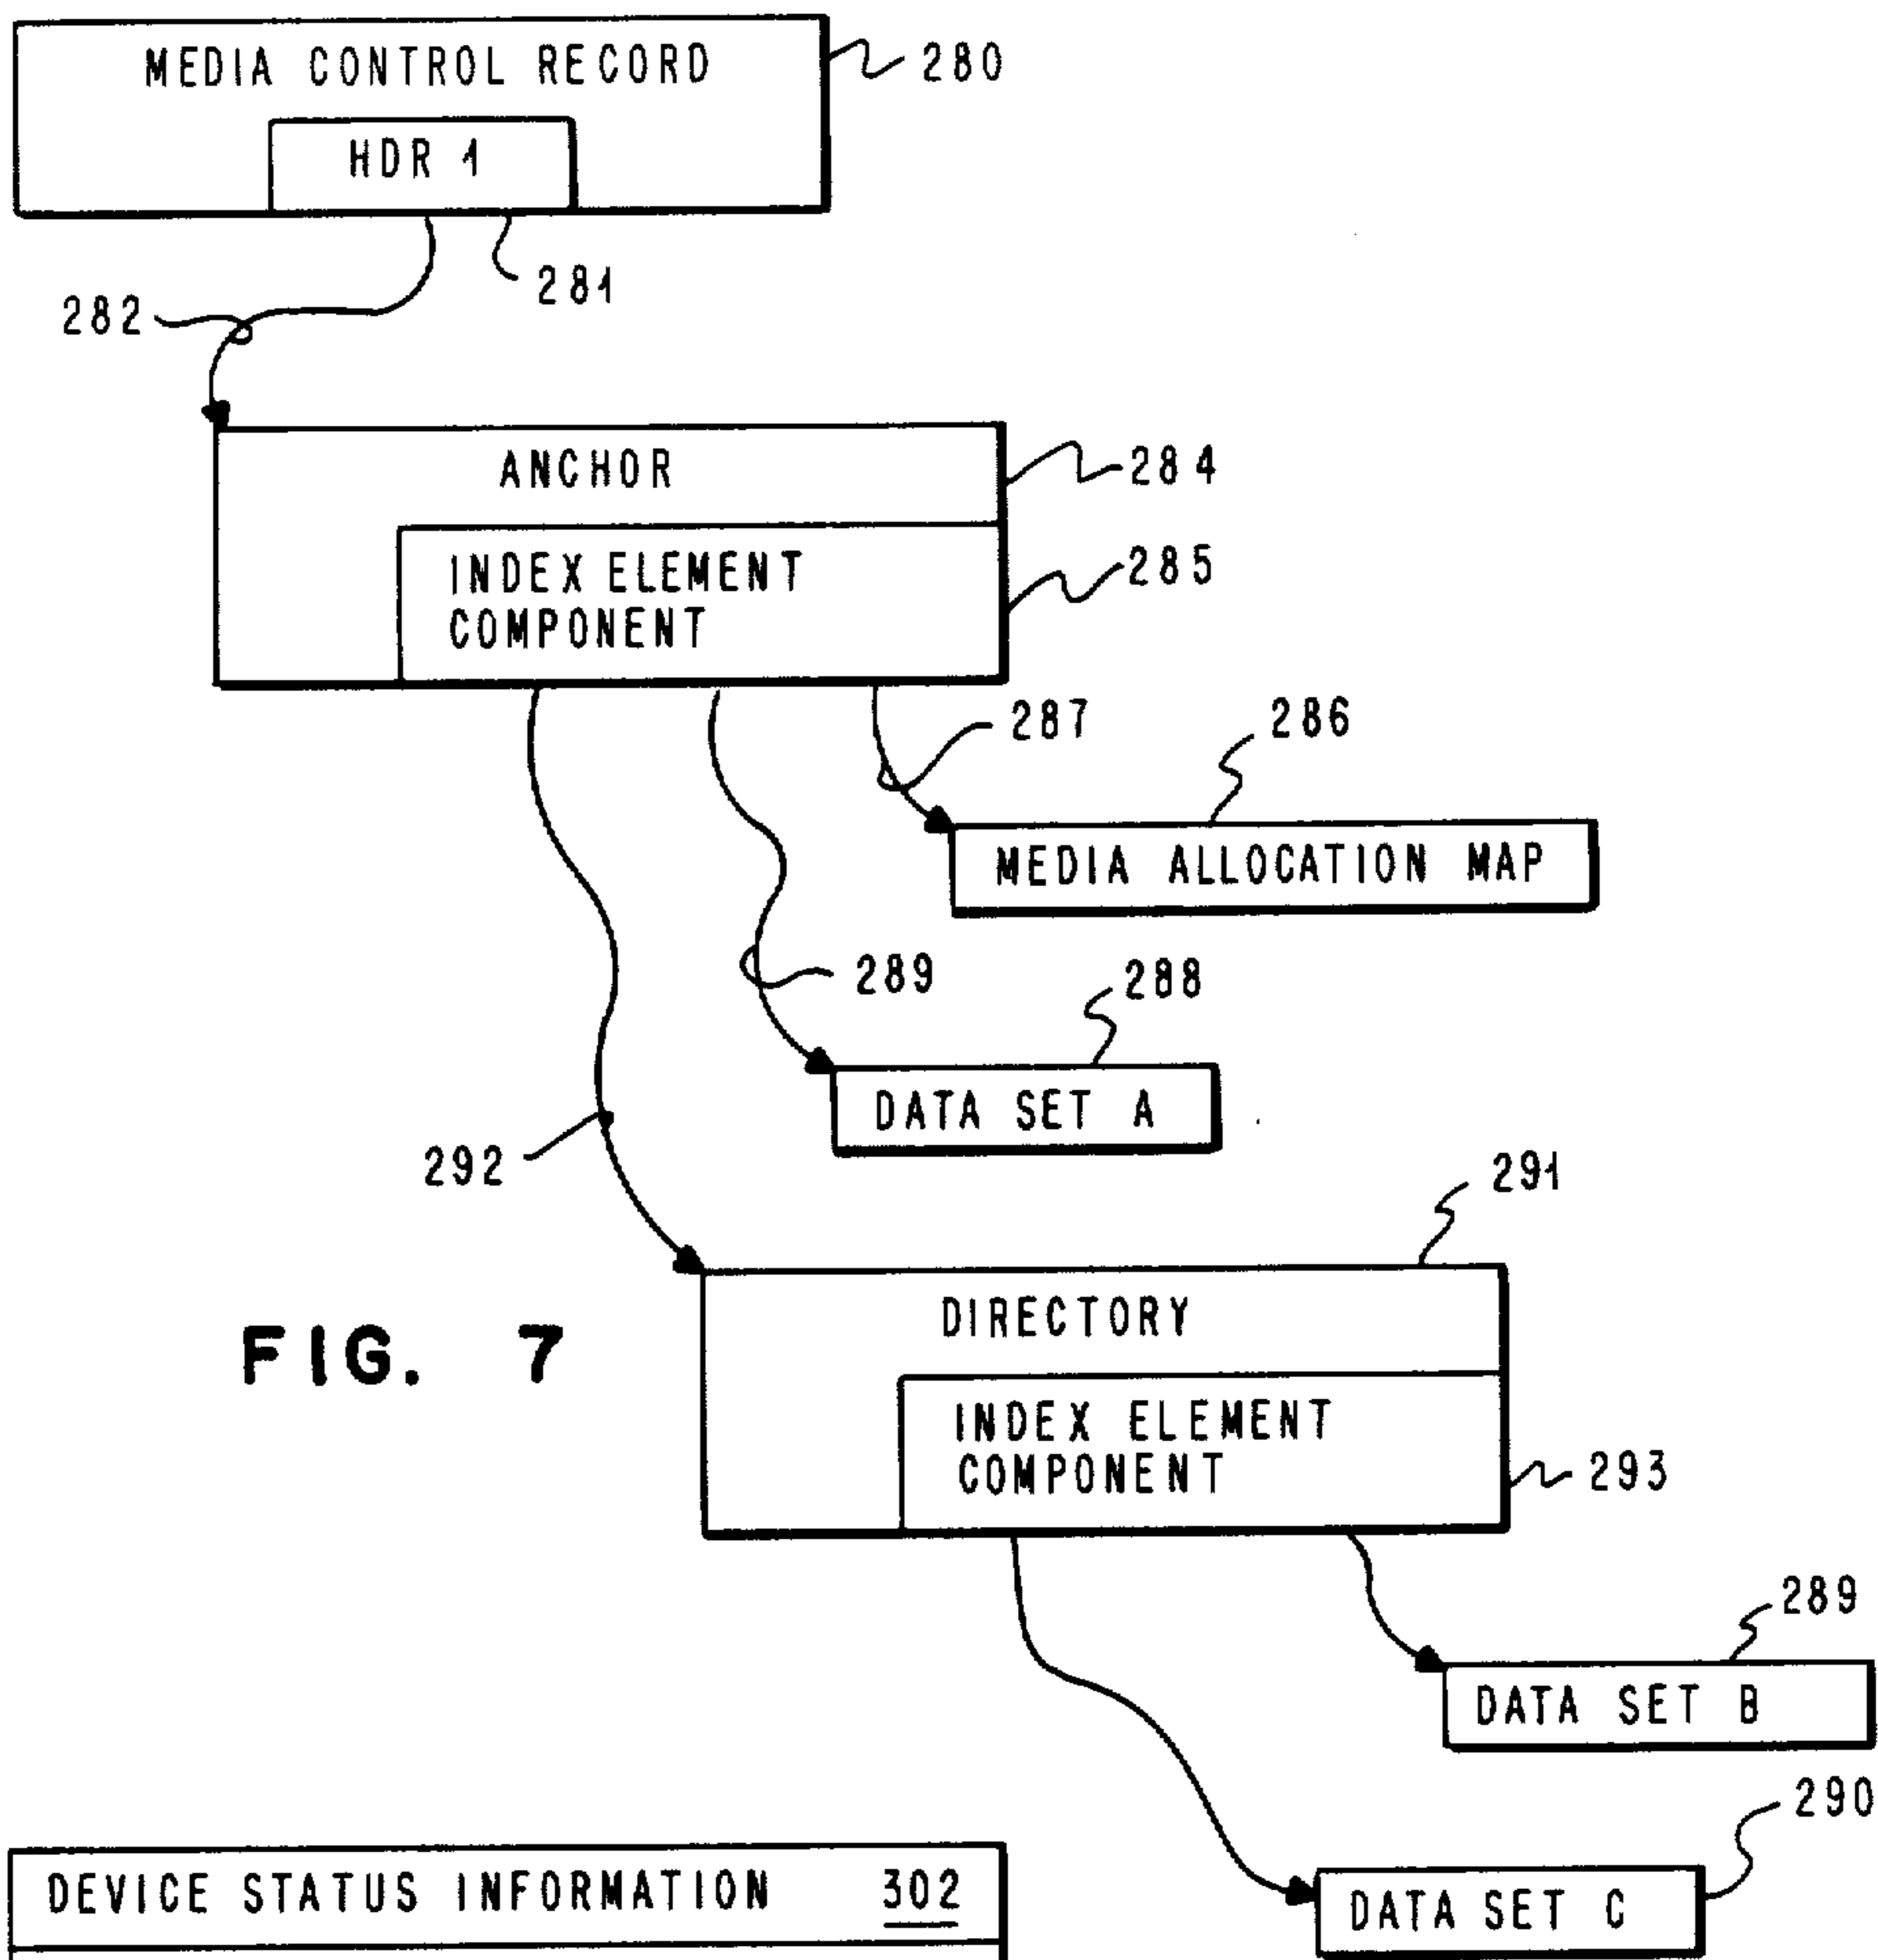 MEDIA CONTROL RECORD
280
HDR 1
281
282
ANCHOR
284
INDEX ELEMENT
COMPONENT
285
287
286
MEDIA ALLOCATION MAP
289
288
DATA SET A
292
291
DIRECTORY
FIG. 7
INDEX ELEMENT
COMPONENT
293
289
DATA SET B
290
DATA SET C
DEVICE STATUS INFORMATION 302